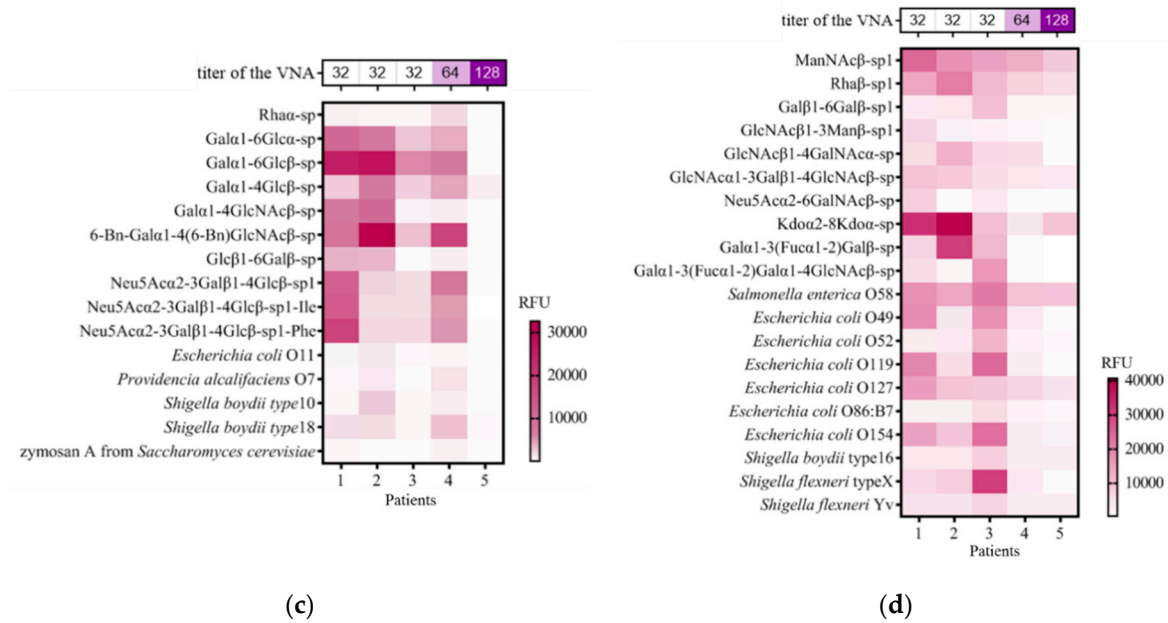 titer of the VNA 32 32 32 64 128
Rhaα-sp
Galα1-6Glcα-sp
Galα1-6Glcβ-sp
Galα1-4Glcβ-sp
Galα1-4GlcNAcβ-sp
6-Bn-Galα1-4(6-Bn)GlcNAcβ-sp
Glcβ1-6Galβ-sp
Neu5Acα2-3Galβ1-4Glcβ-sp1
Neu5Acα2-3Galβ1-4Glcβ-sp1-Ile
Neu5Acα2-3Galβ1-4Glcβ-sp1-Phe
Escherichia coli O11
Providencia alcalifaciens O7
Shigella boydii type10
Shigella boydii type18
zymosan A from Saccharomyces cerevisiae
1 2 3 4 5
Patients
RFU
30000
20000
10000
(c)
titer of the VNA 32 32 32 64 128
ManNAcβ-sp1
Rhaβ-sp1
Galβ1-6Galβ-sp1
GlcNAcβ1-3Manβ-sp1
GlcNAcβ1-4GalNAcα-sp
GlcNAcα1-3Galβ1-4GlcNAcβ-sp
Neu5Acα2-6GalNAcβ-sp
Kdoα2-8Kdoα-sp
Galα1-3(Fucα1-2)Galβ-sp
Galα1-3(Fucα1-2)Galα1-4GlcNAcβ-sp
Salmonella enterica O58
Escherichia coli O49
Escherichia coli O52
Escherichia coli O119
Escherichia coli O127
Escherichia coli O86:B7
Escherichia coli O154
Shigella boydii type16
Shigella flexneri typeX
Shigella flexneri Yv
1 2 3 4 5
Patients
RFU
40000
30000
20000
10000
(d)